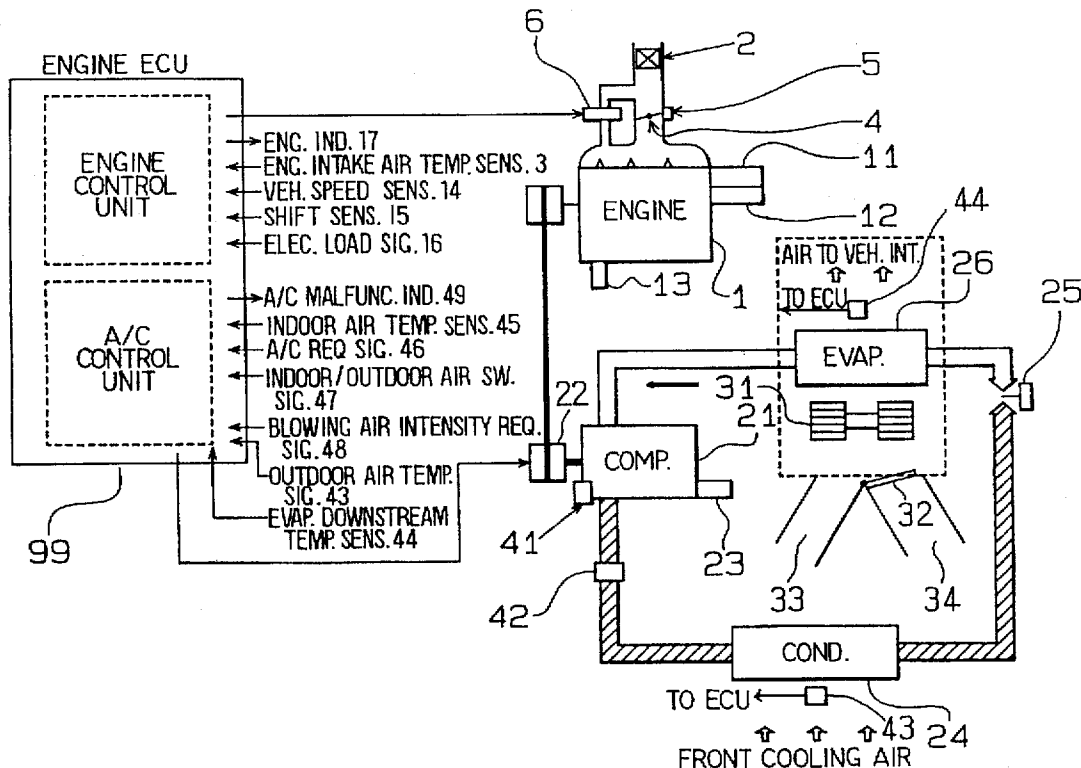 ENGINE ECU
6
2
5
4
11
ENGINE
CONTROL
UNIT
ENG. IND. 17
ENG. INTAKE AIR TEMP. SENS. 3
VEH. SPEED SENS. 14
SHIFT SENS. 15
ELEC. LOAD SIG. 16
ENGINE
12
44
13
1
AIR TO VEH. INT.
26
TO ECU
25
A/C
CONTROL
UNIT
A/C MALFUNC. IND. 49
INDOOR AIR TEMP. SENS. 45
A/C REQ SIG. 46
INDOOR/OUTDOOR AIR SW.
SIG. 47
BLOWING AIR INTENSITY REQ.
SIG. 48
OUTDOOR AIR TEMP.
SIG. 43
EVAP. DOWNSTREAM
TEMP. SENS. 44
EVAP.
31
22
21
COMP.
99
41
23
32
42
33
34
COND.
TO ECU
43
24
FRONT COOLING AIR